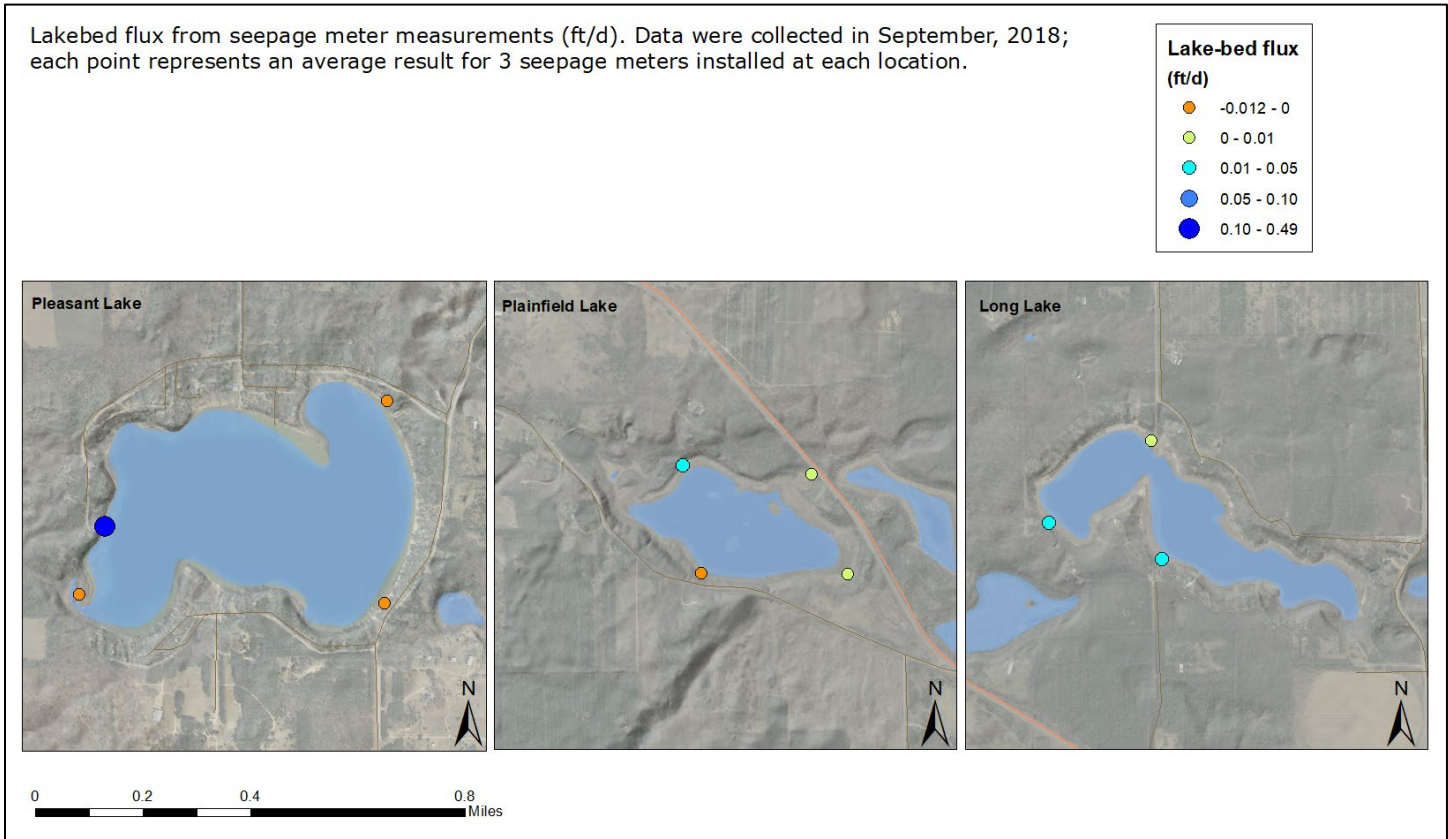 Lakebed flux from seepage meter measurements (ft/d). Data were collected in September, 2018;
each point represents an average result for 3 seepage meters installed at each location.
Lake-bed flux
(ft/d)
-0.012 - 0
0 - 0.01
0.01 - 0.05
0.05 - 0.10
0.10 - 0.49
Pleasant Lake
N
Plainfield Lake
N
Long Lake
N
0 0.2 0.4 0.8
Miles